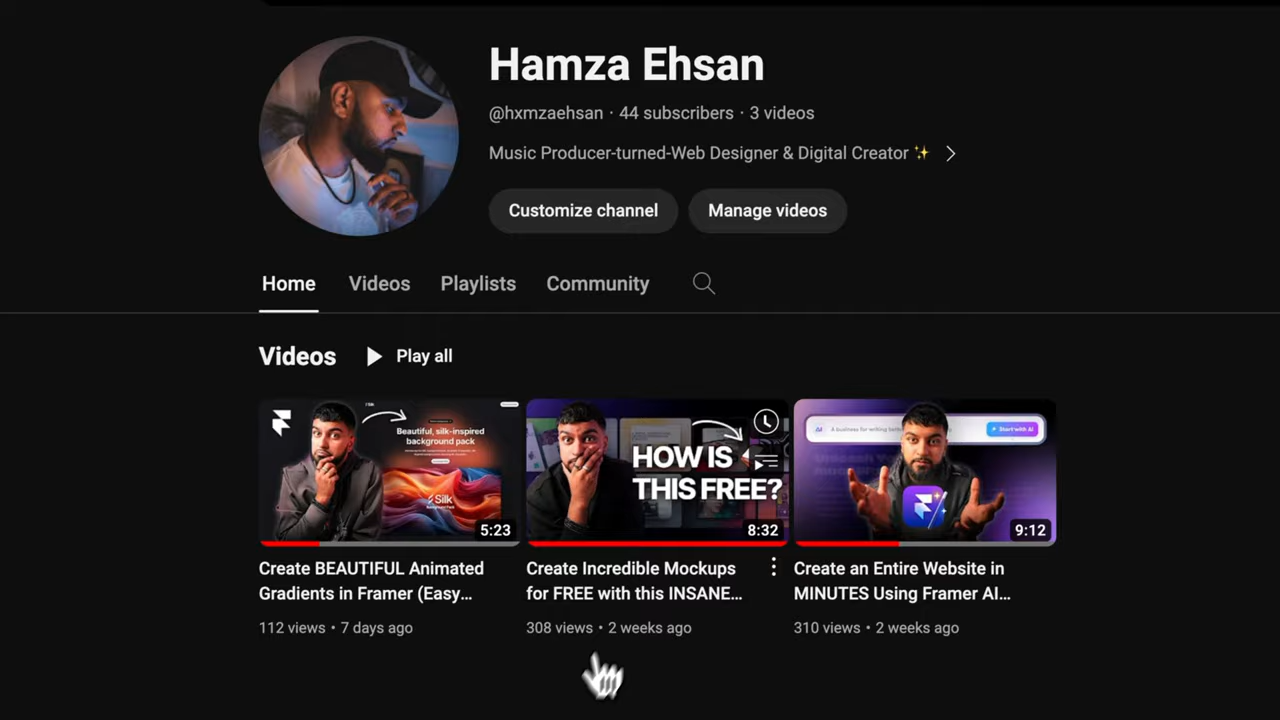 Hamza Ehsan
@hxmzaehsan · 44 subscribers · 3 videos
Music Producer-turned-Web Designer & Digital Creator ✨
Customize channel
Manage videos
Home
Videos
Playlists
Community
Videos
Play all
Beautiful, silk-inspired
background pack
Silk
5:23
HOW IS
THIS FREE?
8:32
A business for writing
Start with AI
9:12
Create BEAUTIFUL Animated
Gradients in Framer (Easy...
112 views • 7 days ago
Create Incredible Mockups
for FREE with this INSANE...
308 views • 2 weeks ago
Create an Entire Website in
MINUTES Using Framer AI...
310 views • 2 weeks ago